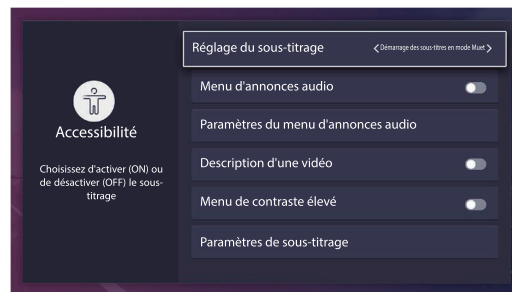 Réglage du sous-titrage
Démarrage des sous-titres en mode Muet
Menu d'annonces audio
Paramètres du menu d'annonces audio
Description d'une vidéo
Menu de contraste élevé
Paramètres de sous-titrage
Accessibilité
Choisissez d'activer (ON) ou
de désactiver (OFF) le sous-
titrage